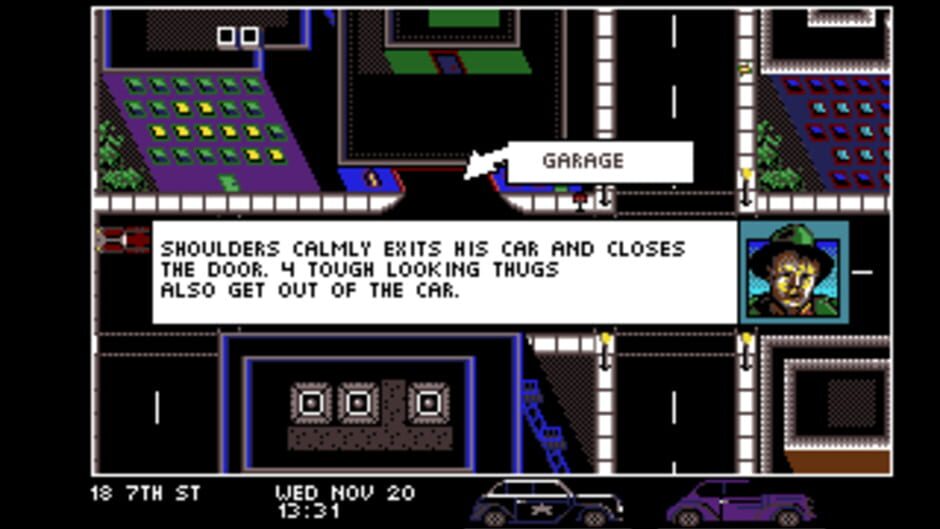 GARAGE
SHOULDERS CALMLY EXITS HIS CAR AND CLOSES
THE DOOR. 4 TOUGH LOOKING THUGS
ALSO GET OUT OF THE CAR.
18 7TH ST
WED NOV 20
13:31